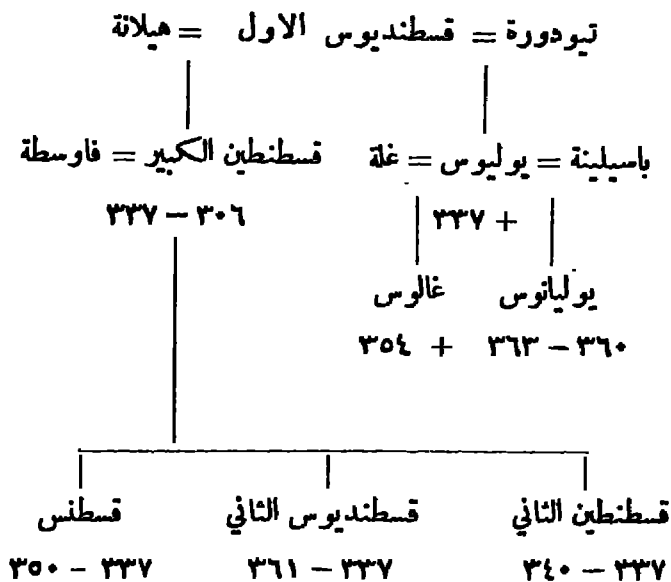 تيودورة = قسطنديوس الاول = هيلانة
باسيلينة = يوليوس = غلة قسطنطين الكبير = فاوسطة
+ ٣٣٧ ٣٠٦ – ٣٣٧
يوليانوس غالوس
٣٦٠ – ٣٦٣ + ٣٥٤
قسطنطين الثاني قسطنديوس الثاني قسطنس
٣٣٧ – ٣٤٠ ٣٣٧ – ٣٦١ ٣٣٧ – ٣٥٠